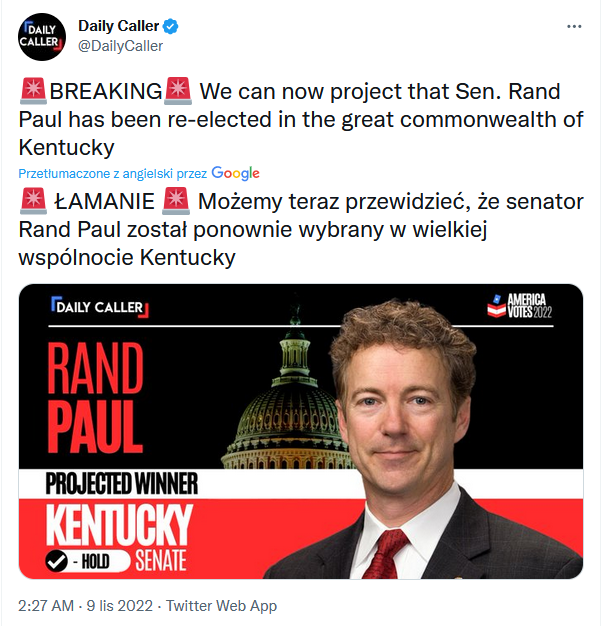 DAILY
CALLER
Daily Caller
@DailyCaller
🚨BREAKING🚨 We can now project that Sen. Rand
Paul has been re-elected in the great commonwealth of
Kentucky
Przetłumaczone z angielski przez Google
🚨 ŁAMANIE 🚨 Możemy teraz przewidzieć, że senator
Rand Paul został ponownie wybrany w wielkiej
wspólnocie Kentucky
DAILY CALLER
AMERICA
VOTES 2022
RAND
PAUL
PROJECTED WINNER
KENTUCKY
- HOLD SENATE
2:27 AM · 9 lis 2022 · Twitter Web App